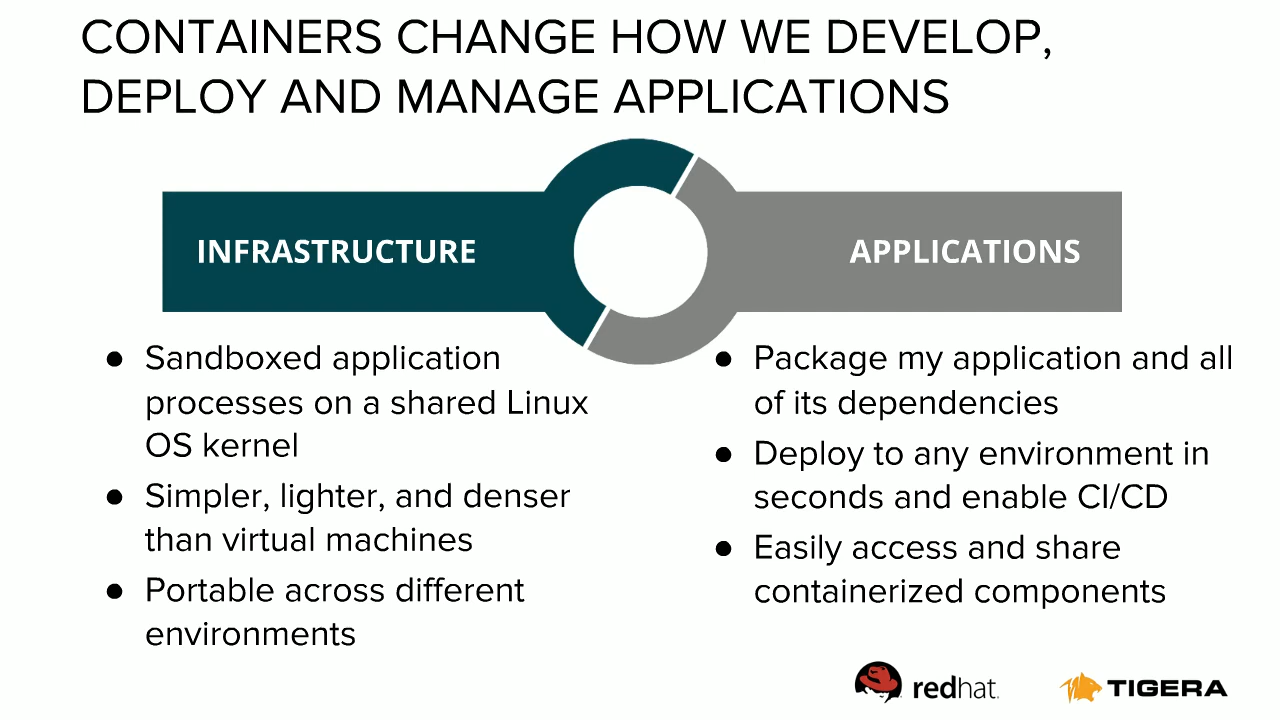 CONTAINERS CHANGE HOW WE DEVELOP,
DEPLOY AND MANAGE APPLICATIONS
INFRASTRUCTURE
APPLICATIONS
● Sandboxed application
processes on a shared Linux
OS kernel
● Simpler, lighter, and denser
than virtual machines
● Portable across different
environments
● Package my application and all
of its dependencies
● Deploy to any environment in
seconds and enable CI/CD
● Easily access and share
containerized components
redhat.
TIGERA